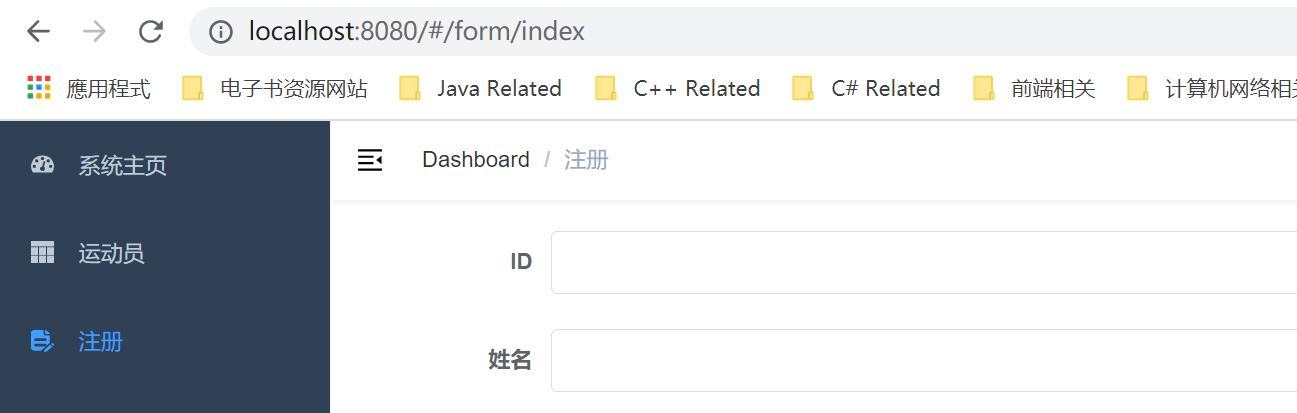 localhost:8080/#/form/index
應用程式 电子书资源网站 Java Related C++ Related C# Related 前端相关 计算机网络相
系统主页
Dashboard / 注册
运动员
ID
注册
姓名